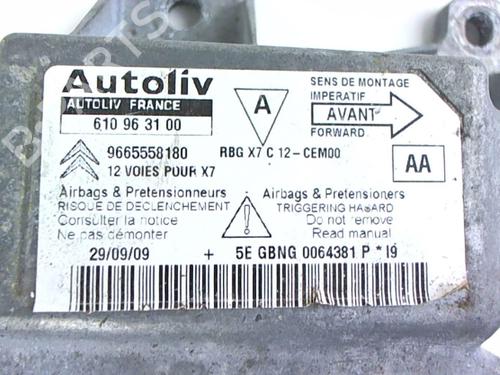 Autoliv
AUTOLIV FRANCE
610 96 31 00
A
SENS DE MONTAGE
IMPERATIF
AVANT
FORWARD
9665558180
RBG X7 C 12-CEM00
12 VOIES POUR X7
AA
Airbags & Pretensionneurs
RISQUE DE DECLENCHEMENT
Consulter la notice
Ne pas démonter
Airbags & Pretensioners
TRIGGERING HASARD
Do not remove
Read manual
29/09/09 + 5E GBNG 0064381 P * 19